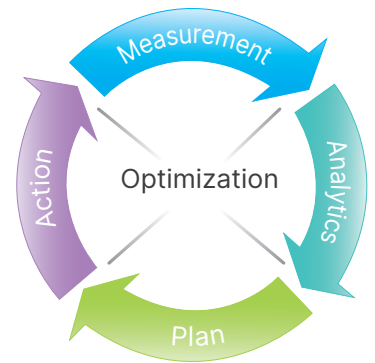 Measurement
Analytics
Plan
Action
Optimization